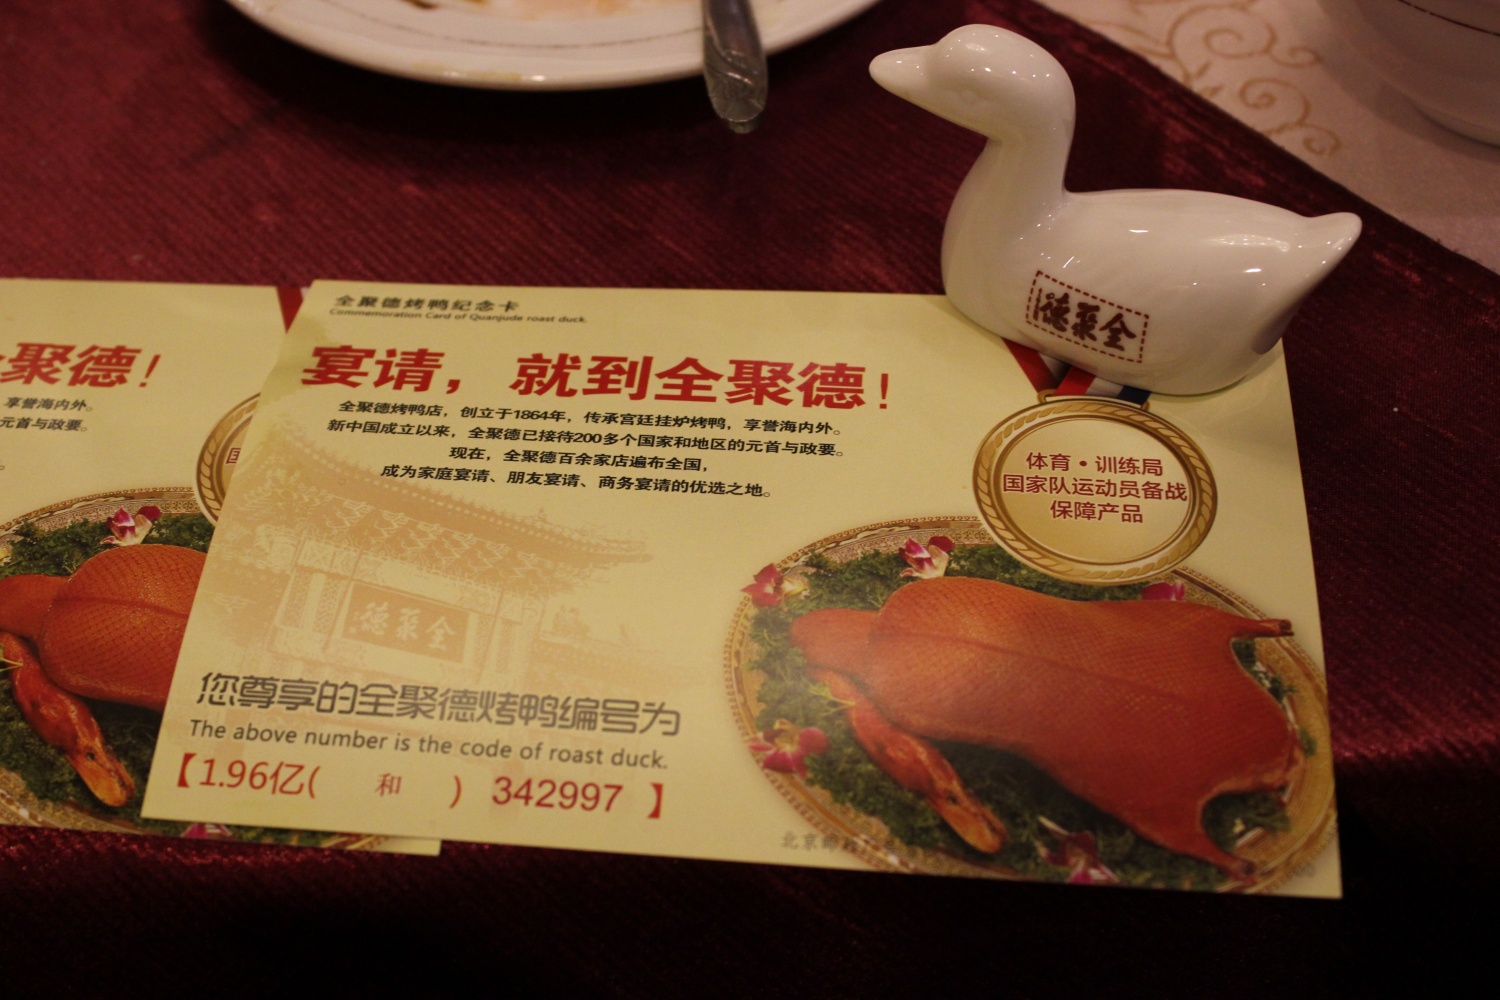 聚德！
享誉海内外。
元首与政要。
全聚德烤鸭纪念卡
Commemoration Card of Quanjude roast duck.
宴请，就到全聚德！
全聚德烤鸭店，创立于1864年，传承宫廷挂炉烤鸭，享誉海内外。
新中国成立以来，全聚德已接待200多个国家和地区的元首与政要。
现在，全聚德百余家店遍布全国，
成为家庭宴请、朋友宴请、商务宴请的优选之地。
德聚全
体育·训练局
国家队运动员备战
保障产品
德聚全
您尊享的全聚德烤鸭编号为
The above number is the code of roast duck.
【1.96亿( 和 ) 342997 】
北京